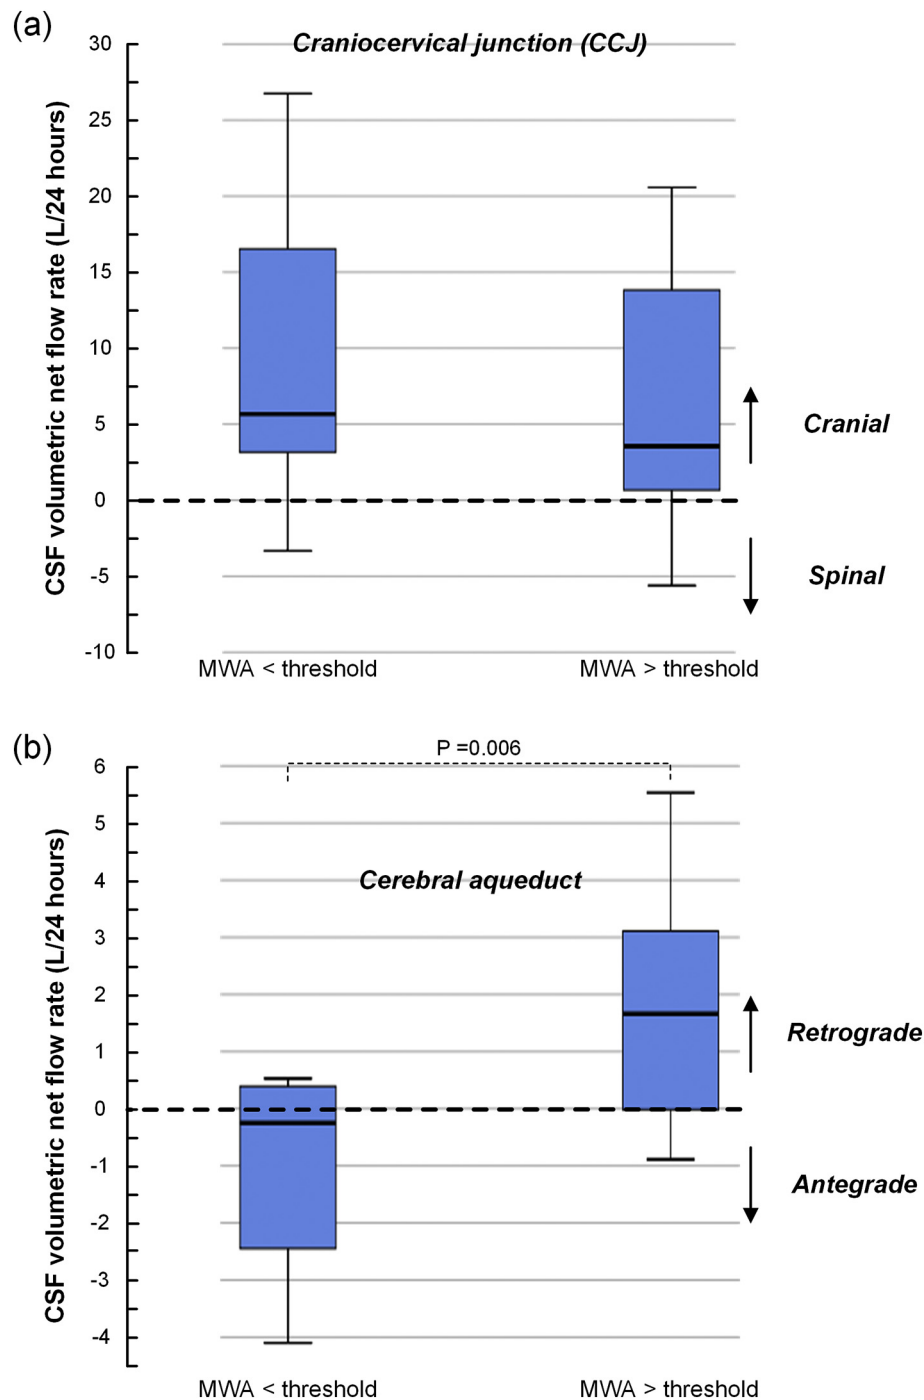 (a)
Craniocervical junction (CCJ)
CSF volumetric net flow rate (L/24 hours)
30
25
20
15
10
5
0
-5
-10
Cranial
Spinal
MWA < threshold
MWA > threshold
(b)
P =0.006
CSF volumetric net flow rate (L/24 hours)
6
5
4
3
2
1
0
-1
-2
-3
-4
Cerebral aqueduct
Retrograde
Antegrade
MWA < threshold
MWA > threshold